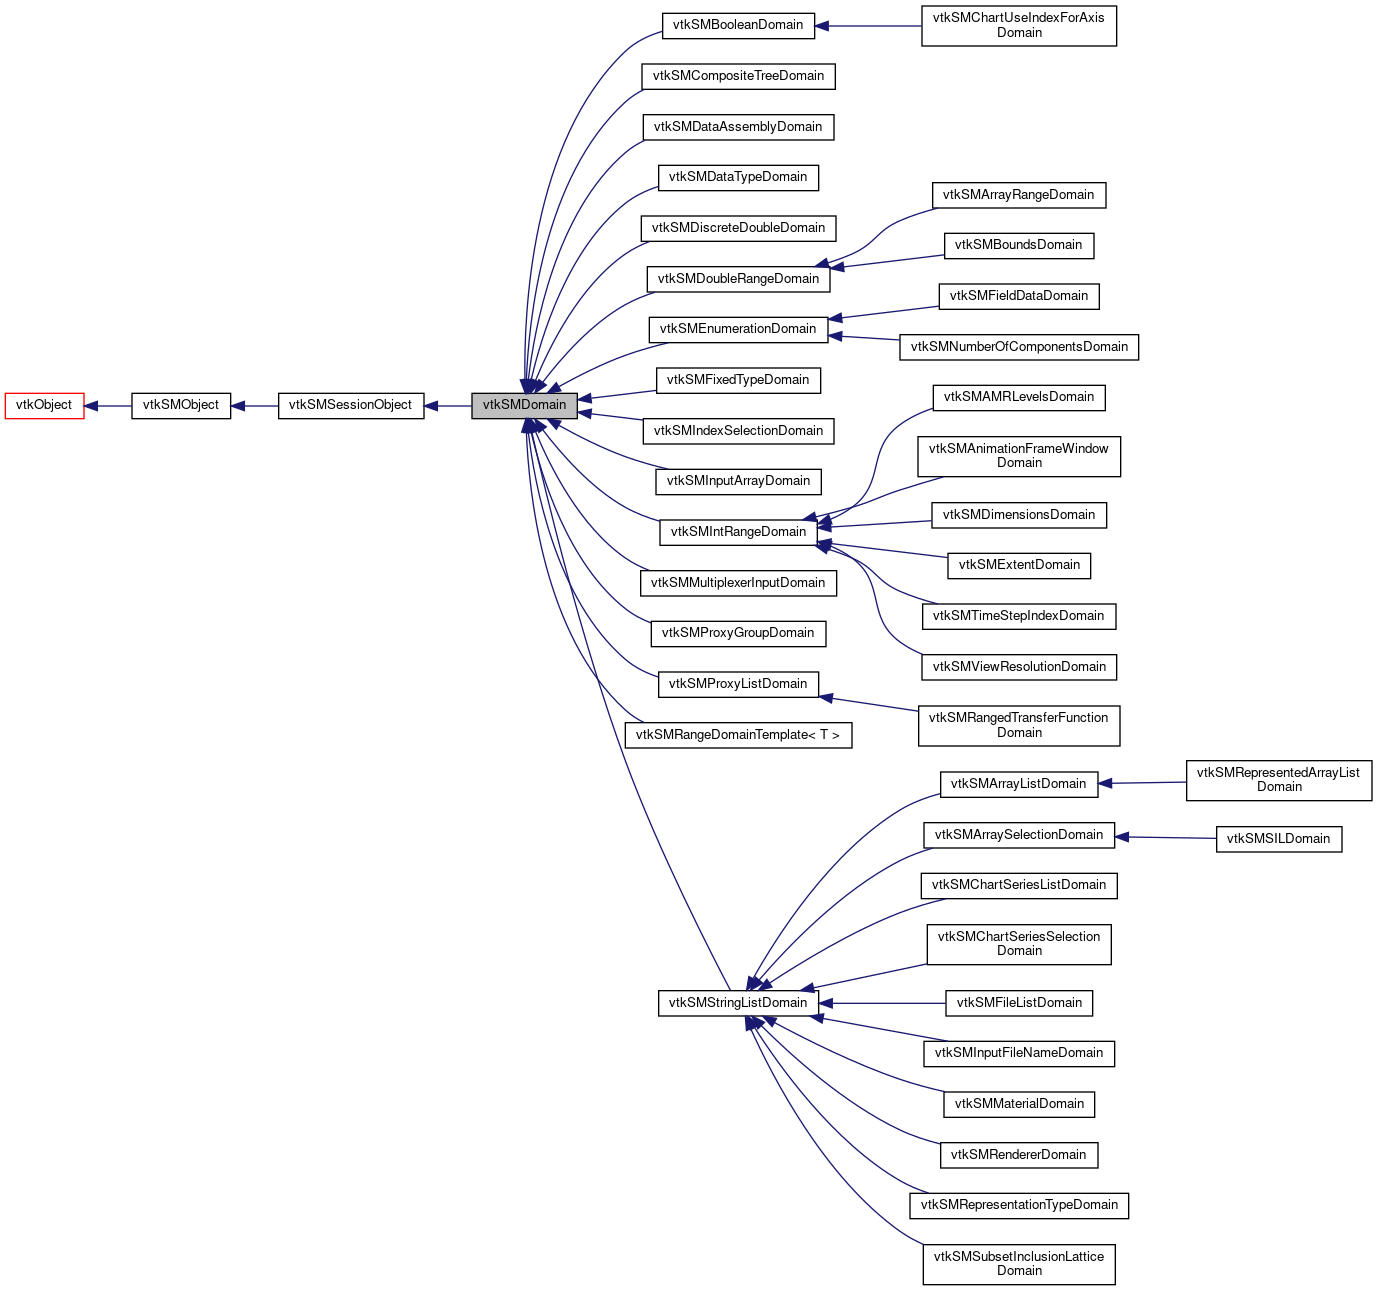 vtkObject
vtkSMObject
vtkSMSessionObject
vtkSMDomain
vtkSMBooleanDomain
vtkSMCompositeTreeDomain
vtkSMDataAssemblyDomain
vtkSMDataTypeDomain
vtkSMDiscreteDoubleDomain
vtkSMDoubleRangeDomain
vtkSMEnumerationDomain
vtkSMFixedTypeDomain
vtkSMIndexSelectionDomain
vtkSMInputArrayDomain
vtkSMIntRangeDomain
vtkSMMultiplexerInputDomain
vtkSMProxyGroupDomain
vtkSMProxyListDomain
vtkSMRangeDomainTemplate< T >
vtkSMStringListDomain
vtkSMChartUseIndexForAxis
Domain
vtkSMArrayRangeDomain
vtkSMBoundsDomain
vtkSMFieldDataDomain
vtkSMNumberOfComponentsDomain
vtkSMAMRLevelsDomain
vtkSMAnimationFrameWindow
Domain
vtkSMDimensionsDomain
vtkSMExtentDomain
vtkSMTimeStepIndexDomain
vtkSMViewResolutionDomain
vtkSMRangedTransferFunction
Domain
vtkSMArrayListDomain
vtkSMArraySelectionDomain
vtkSMChartSeriesListDomain
vtkSMChartSeriesSelection
Domain
vtkSMFileListDomain
vtkSMInputFileNameDomain
vtkSMMaterialDomain
vtkSMRendererDomain
vtkSMRepresentationTypeDomain
vtkSMSubsetInclusionLattice
Domain
vtkSMRepresentedArrayList
Domain
vtkSMSILDomain